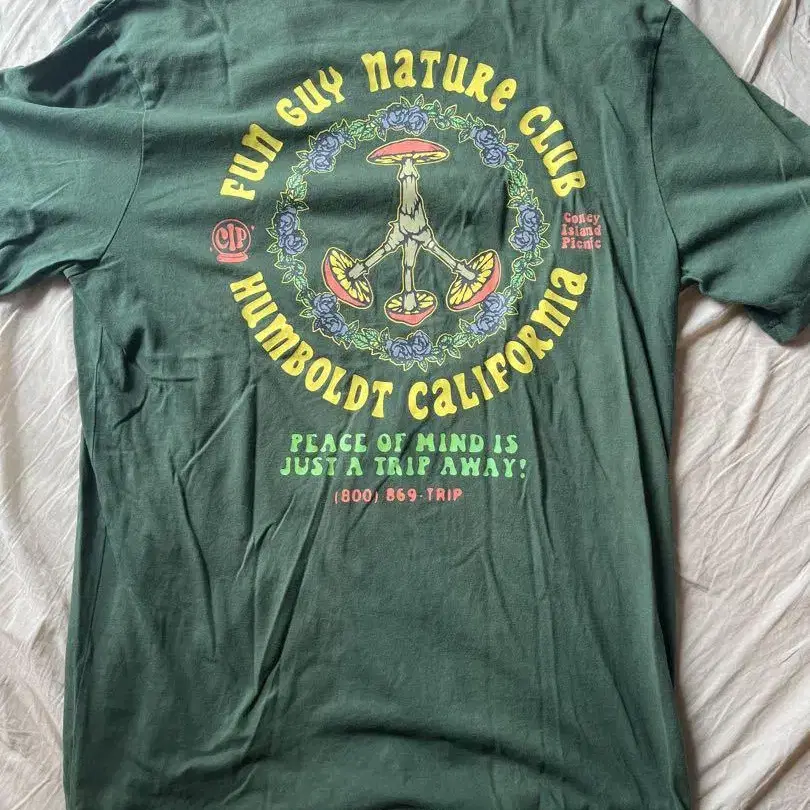 FUN GUY NATURE CLUB
CIP
Coney
Island
Picnic
HUMBOLDT CALIFORNIA
PEACE OF MIND IS
JUST A TRIP AWAY!
(800) 869-TRIP